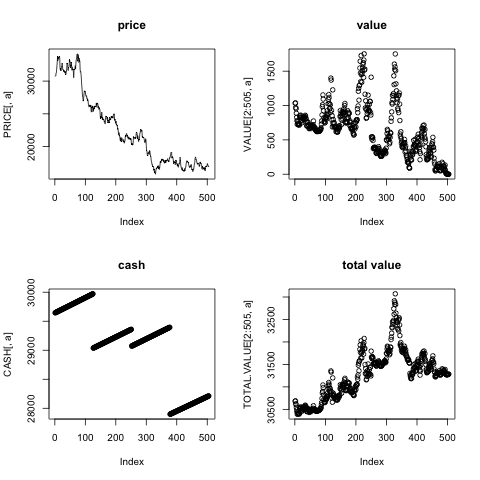 price
PRICE[, a]
20000
30000
0 100 200 300 400 500
Index
value
VALUE[2:505, a]
0
500
1000
1500
0 100 200 300 400 500
Index
cash
CASH[, a]
28000
29000
30000
0 100 200 300 400 500
Index
total value
TOTAL.VALUE[2:505, a]
30500
31500
32500
0 100 200 300 400 500
Index